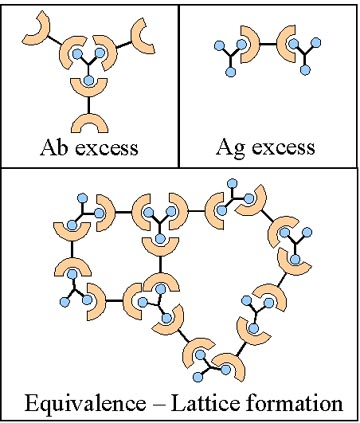 Ab excess
Ag excess
Equivalence – Lattice formation